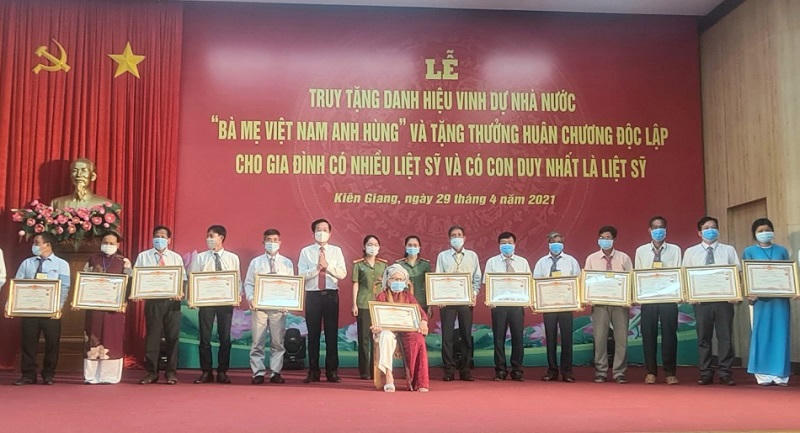 LỄ
TRUY TẶNG DANH HIỆU VINH DỰ NHÀ NƯỚC
“BÀ MẸ VIỆT NAM ANH HÙNG” VÀ TẶNG THƯỞNG HUÂN CHƯƠNG ĐỘC LẬP
CHO GIA ĐÌNH CÓ NHIỀU LIỆT SỸ VÀ CÓ CON DUY NHẤT LÀ LIỆT SỸ
Kiên Giang, ngày 29 tháng 4 năm 2021